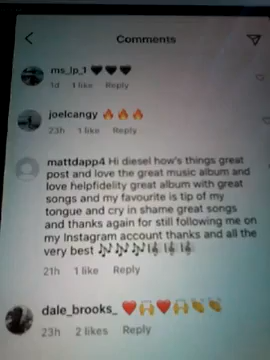 Comments
ms_lp_1 🖤🖤🖤
1d 1 like Reply
joelcangy 🔥🔥🔥
23h 1 like Reply
mattdapp4 Hi diesel how's things great
post and love the great music album and
love helpfidelity great album with great
songs and my favourite is tip of my
tongue and cry in shame great songs
and thanks again for still following me on
my Instagram account thanks and all the
very best 🎶🎶🎶🎼🎼🎼
21h 1 like Reply
dale_brooks_ ❤️🙌❤️🙌👏👏
23h 2 likes Reply